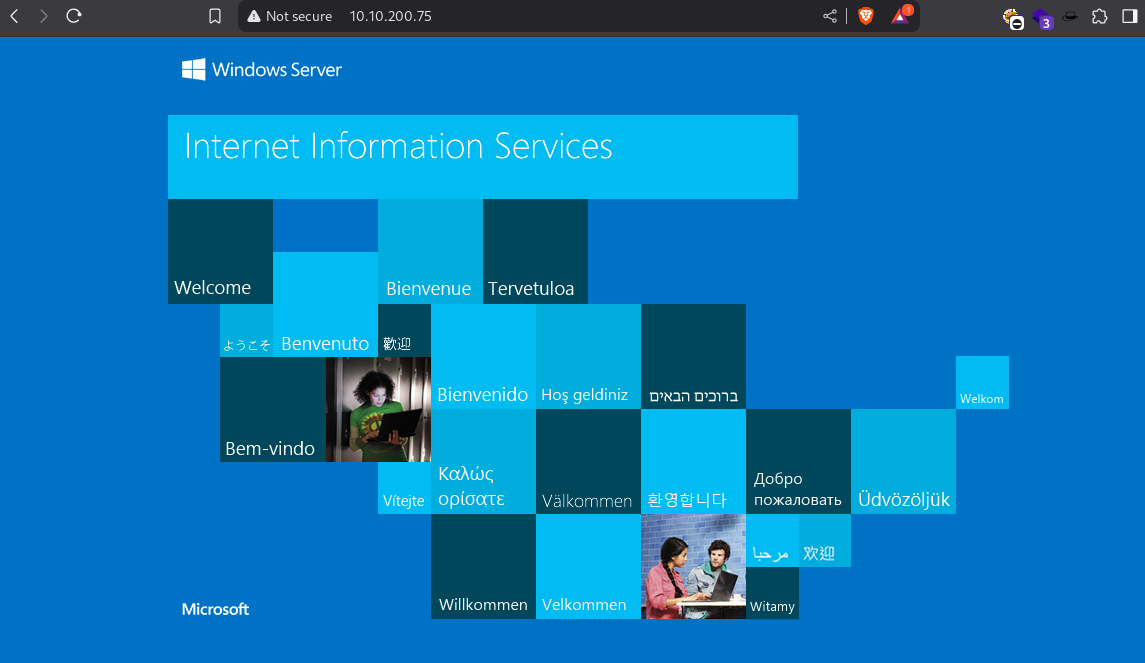 Not secure 10.10.200.75
1
3
Windows Server
Internet Information Services
Welcome
Bienvenue
Tervetuloa
ようこそ
Benvenuto
歡迎
Bienvenido
Hoş geldiniz
ברוכים הבאים
Welkom
Bem-vindo
Vítejte
Καλώς
ορίσατε
Välkommen
환영합니다
Добро
пожаловать
Üdvözöljük
Willkommen
Velkommen
مرحبا
欢迎
Witamy
Microsoft